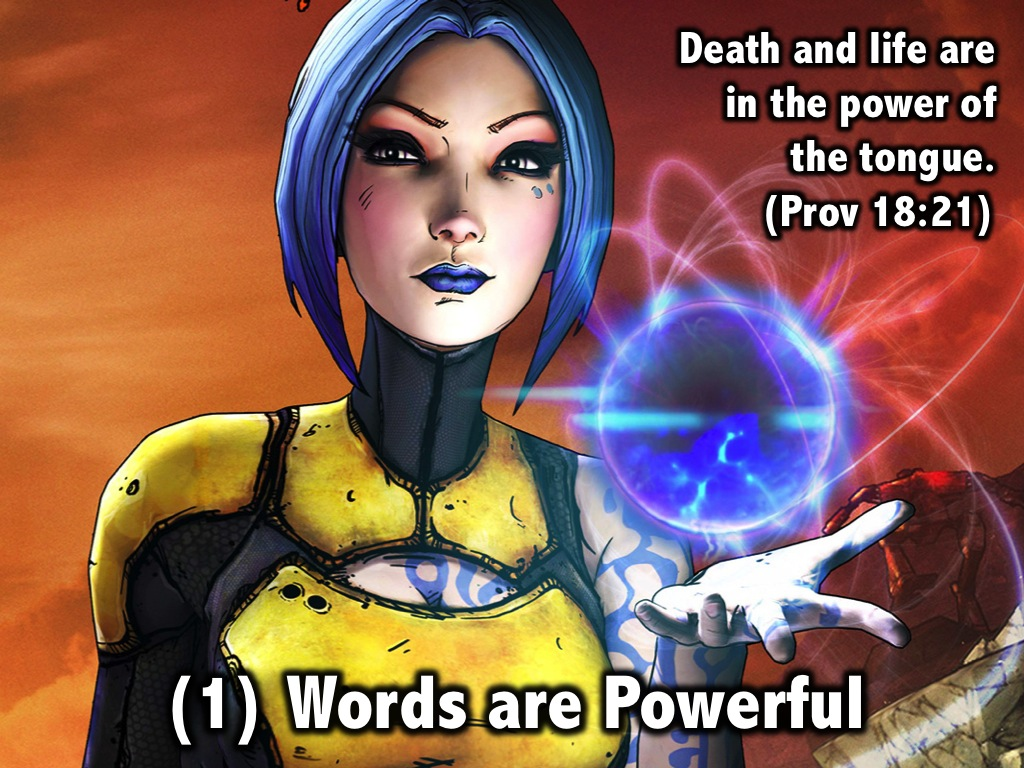 Death and life are
in the power of
the tongue.
(Prov 18:21)
(1) Words are Powerful